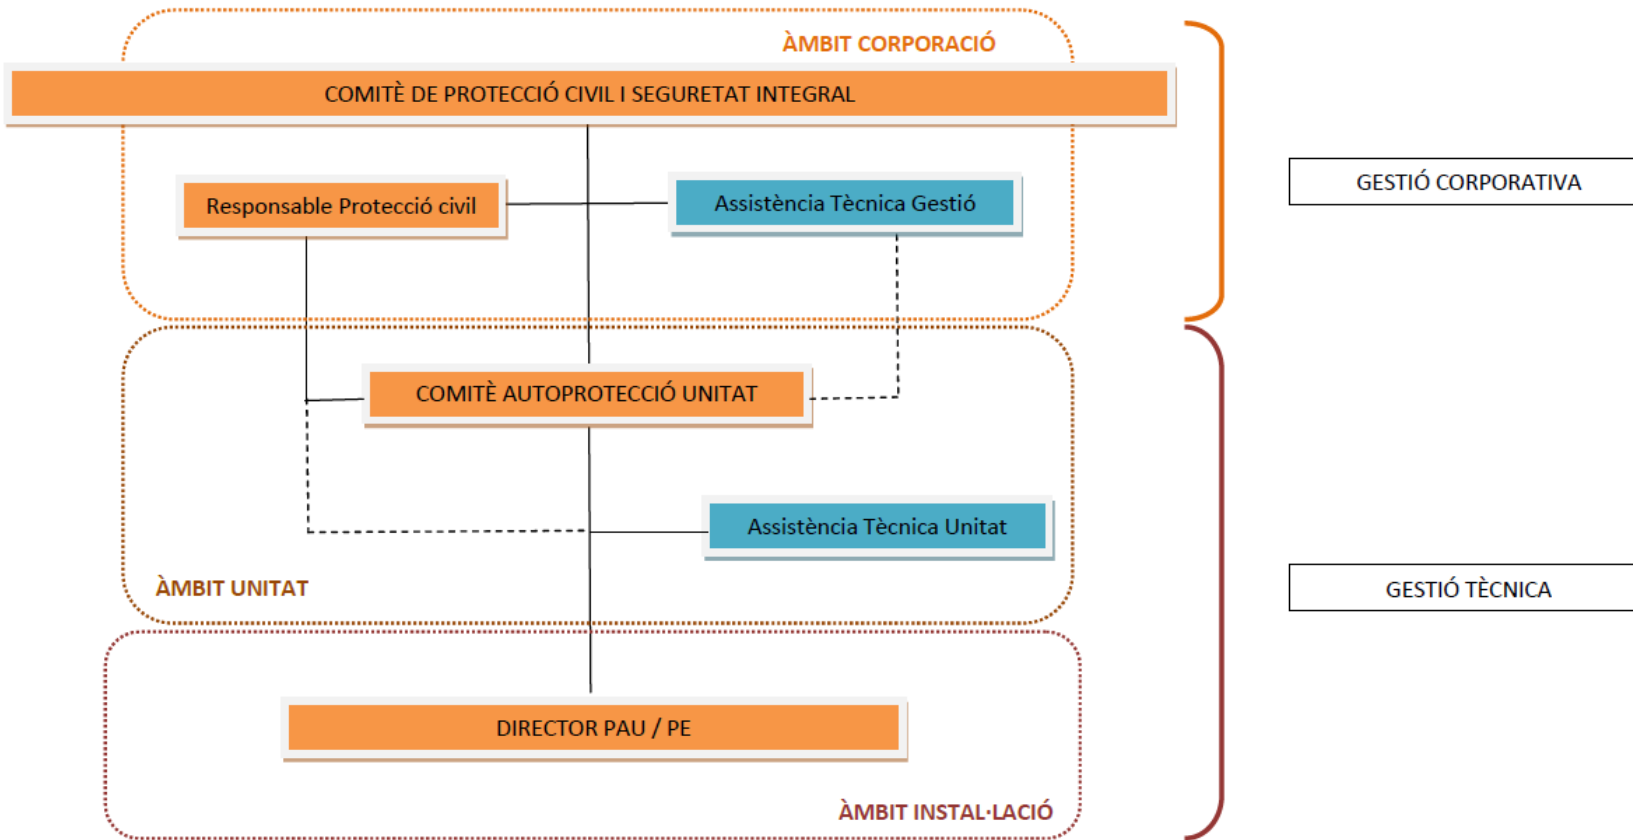 ÀMBIT CORPORACIÓ
COMITÈ DE PROTECCIÓ CIVIL I SEGURETAT INTEGRAL
Responsable Protecció civil
Assistència Tècnica Gestió
GESTIÓ CORPORATIVA
COMITÈ AUTOPROTECCIÓ UNITAT
Assistència Tècnica Unitat
ÀMBIT UNITAT
GESTIÓ TÈCNICA
DIRECTOR PAU / PE
ÀMBIT INSTAL·LACIÓ